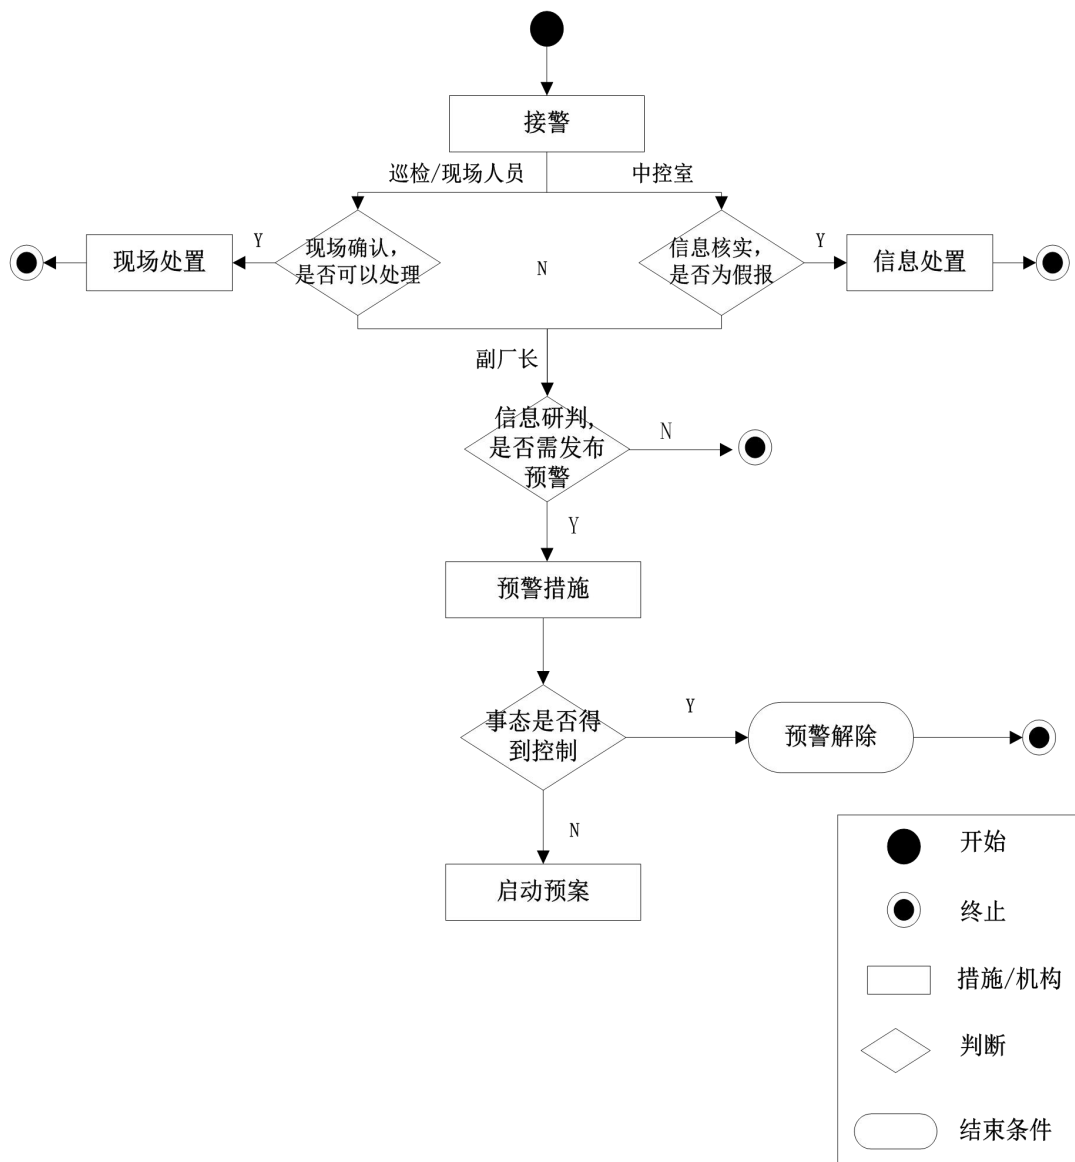 接警
巡检/现场人员
中控室
现场处置
Y
现场确认，
是否可以处理
N
信息核实，
是否为假报
Y
信息处置
副厂长
信息研判,
是否需发布
预警
N
Y
预警措施
事态是否得
到控制
Y
预警解除
N
启动预案
开始
终止
措施/机构
判断
结束条件